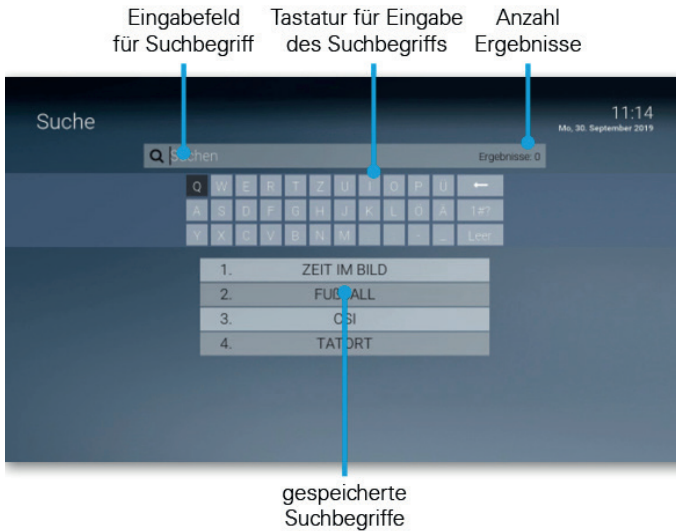 Eingabefeld
für Suchbegriff
Tastatur für Eingabe
des Suchbegriffs
Anzahl
Ergebnisse
Suche
11:14
Mo, 30. September 2019
Suchen
Ergebnisse: 0
Q W E R T Z U I O P Ü
A S D F G H J K L Ö Ä 1#?
Y X C V B N M . - _ Leer
1. ZEIT IM BILD
2. FUßBALL
3. CSI
4. TATORT
gespeicherte
Suchbegriffe